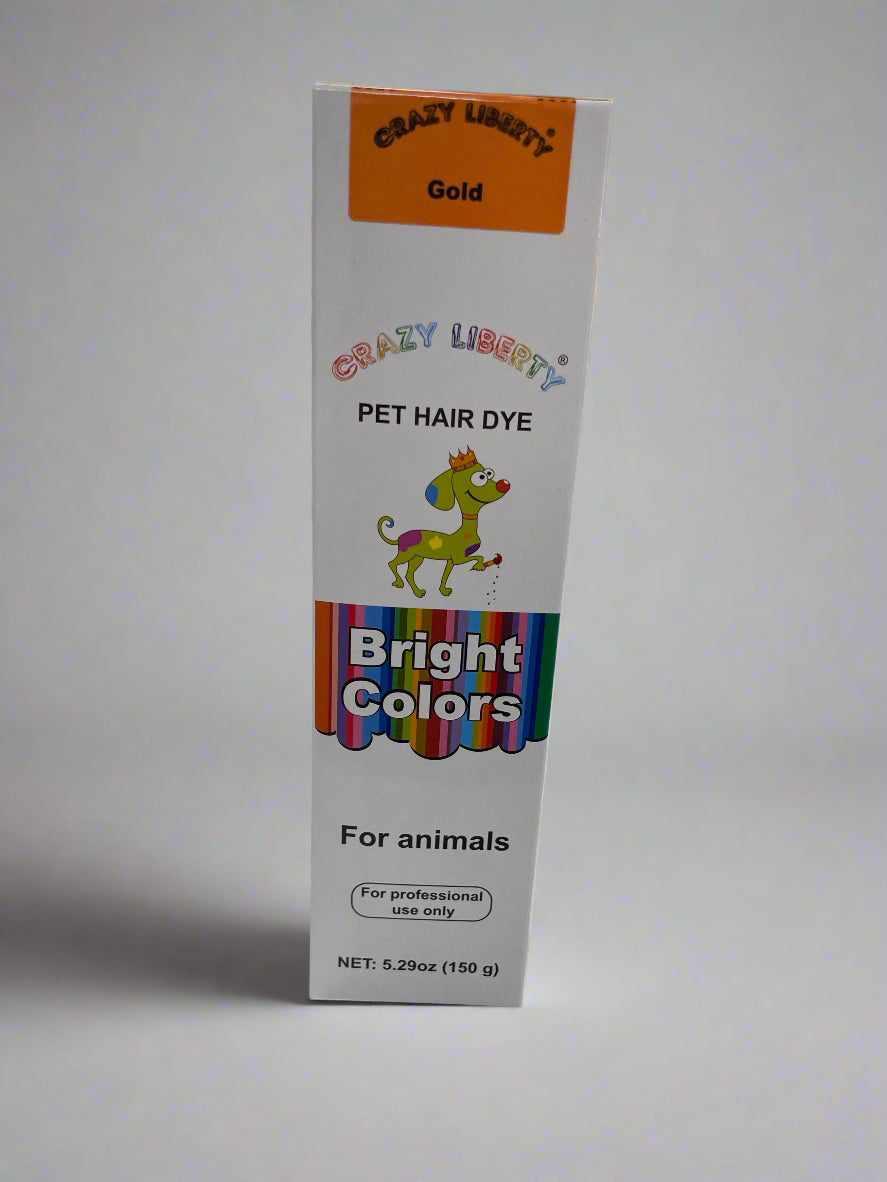 CRAZY LIBERTY®
Gold
CRAZY LIBERTY®
PET HAIR DYE
Bright
Colors
For animals
For professional
use only
NET: 5.29oz (150 g)